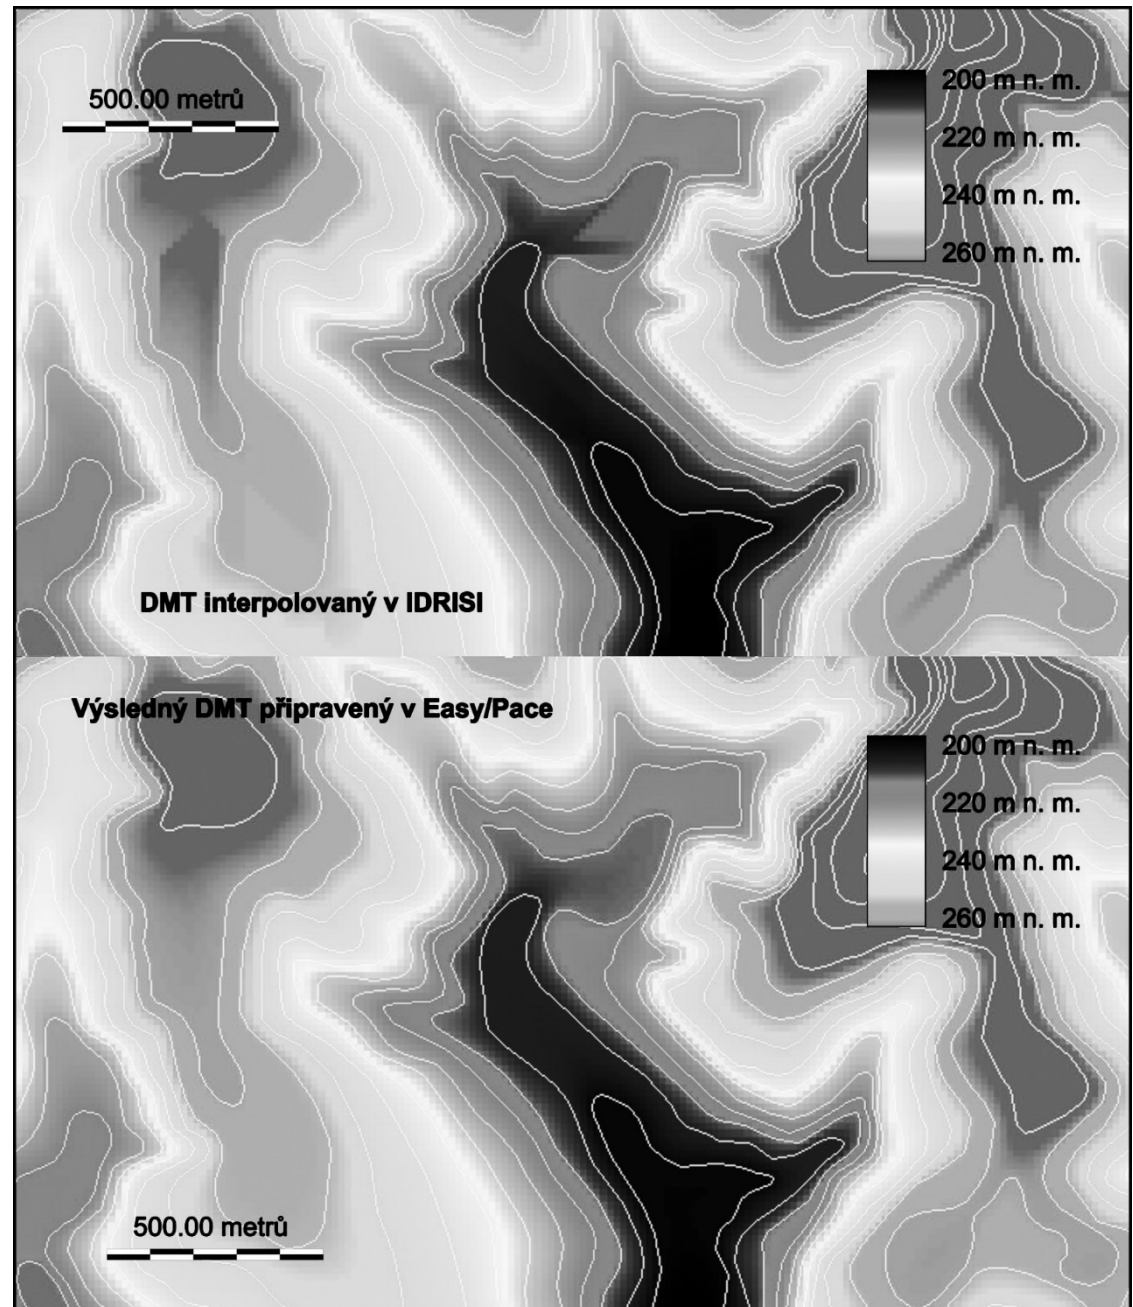 500.00 metrů
200 m n. m.
220 m n. m.
240 m n. m.
260 m n. m.
DMT interpolovaný v IDRISI
Výsledný DMT připravený v Easy/Pace
200 m n. m.
220 m n. m.
240 m n. m.
260 m n. m.
500.00 metrů